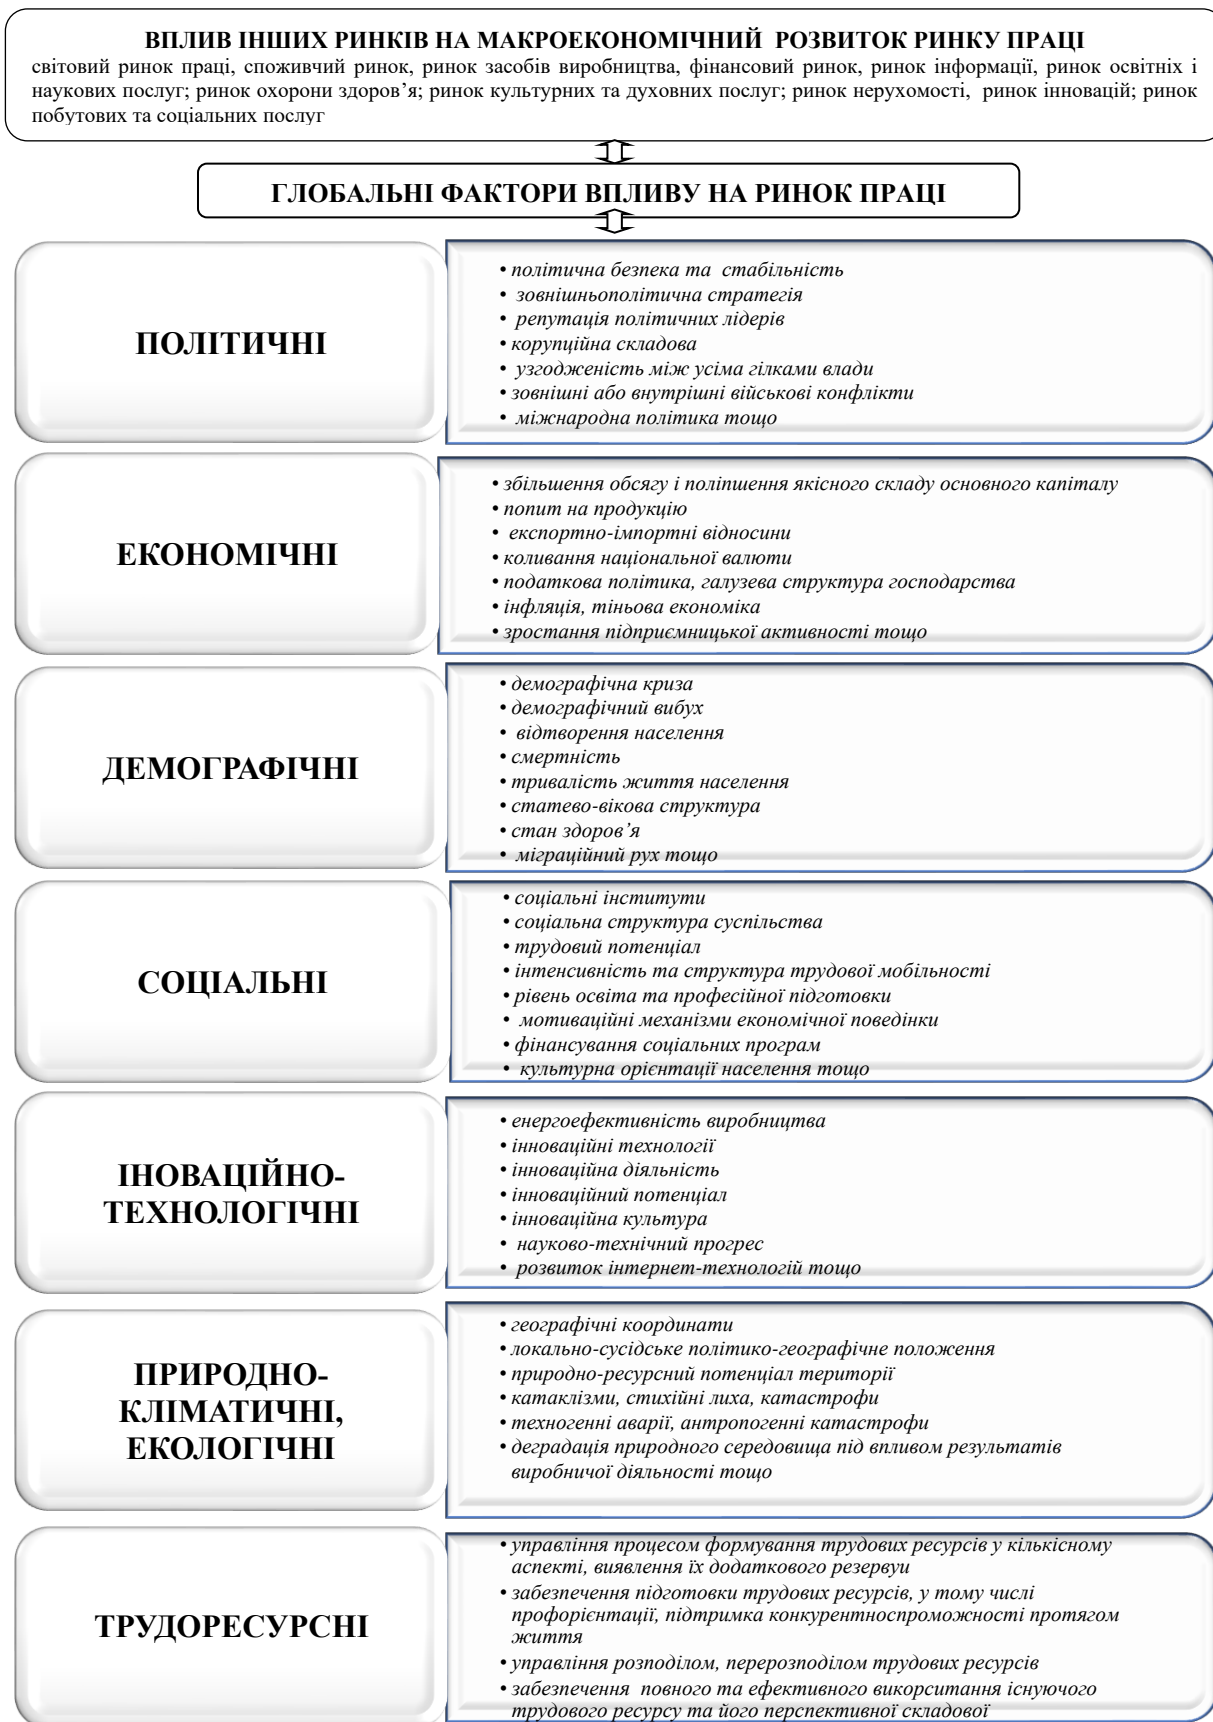 ВПЛИВ ІНШИХ РИНКІВ НА МАКРОЕКОНОМІЧНИЙ РОЗВИТОК РИНКУ ПРАЦІ
світовий ринок праці, споживчий ринок, ринок засобів виробництва, фінансовий ринок, ринок інформації, ринок освітніх і
наукових послуг; ринок охорони здоров’я; ринок культурних та духовних послуг; ринок нерухомості, ринок інновацій; ринок
побутових та соціальних послуг
ГЛОБАЛЬНІ ФАКТОРИ ВПЛИВУ НА РИНОК ПРАЦІ
ПОЛІТИЧНІ
• політична безпека та стабільність
• зовнішньополітична стратегія
• репутація політичних лідерів
• корупційна складова
• узгодженість між усіма гілками влади
• зовнішні або внутрішні військові конфлікти
• міжнародна політика тощо
ЕКОНОМІЧНІ
• збільшення обсягу і поліпшення якісного складу основного капіталу
• попит на продукцію
• експортно-імпортні відносини
• коливання національної валюти
• податкова політика, галузева структура господарства
• інфляція, тіньова економіка
• зростання підприємницької активності тощо
ДЕМОГРАФІЧНІ
• демографічна криза
• демографічний вибух
• відтворення населення
• смертність
• тривалість життя населення
• статево-вікова структура
• стан здоров’я
• міграційний рух тощо
СОЦІАЛЬНІ
• соціальні інститути
• соціальна структура суспільства
• трудовий потенціал
• інтенсивність та структура трудової мобільності
• рівень освіта та професійної підготовки
• мотиваційні механізми економічної поведінки
• фінансування соціальних програм
• культурна орієнтації населення тощо
ІНОВАЦІЙНО-
ТЕХНОЛОГІЧНІ
• енергоефективність виробництва
• інноваційні технології
• інноваційна діяльність
• інноваційний потенціал
• інноваційна культура
• науково-технічний прогрес
• розвиток інтернет-технологій тощо
ПРИРОДНО-
КЛІМАТИЧНІ,
ЕКОЛОГІЧНІ
• географічні координати
• локально-сусідське політико-географічне положення
• природно-ресурсний потенціал території
• катаклізми, стихійні лиха, катастрофи
• техногенні аварії, антропогенні катастрофи
• деградація природного середовища під впливом результатів
виробничої діяльності тощо
ТРУДОРЕСУРСНІ
• управління процесом формування трудових ресурсів у кількісному
аспекті, виявлення їх додаткового резервуи
• забезпечення підготовки трудових ресурсів, у тому числі
профорієнтації, підтримка конкурентноспроможності протягом
життя
• управління розподілом, перерозподілом трудових ресурсів
• забезпечення повного та ефективного викорситання існуючого
трудового ресурсу та його перспективної складової